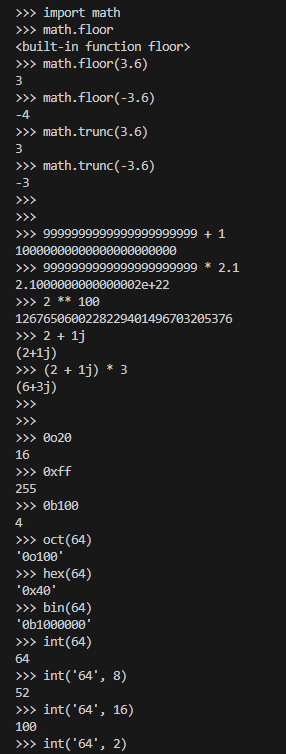 >>> import math
>>> math.floor
<built-in function floor>
>>> math.floor(3.6)
3
>>> math.floor(-3.6)
-4
>>> math.trunc(3.6)
3
>>> math.trunc(-3.6)
-3
>>>
>>>
>>> 9999999999999999999999 + 1
10000000000000000000000
>>> 9999999999999999999999 * 2.1
2.1000000000000002e+22
>>> 2 ** 100
1267650600228229401496703205376
>>> 2 + 1j
(2+1j)
>>> (2 + 1j) * 3
(6+3j)
>>>
>>>
>>> 0o20
16
>>> 0xff
255
>>> 0b100
4
>>> oct(64)
'0o100'
>>> hex(64)
'0x40'
>>> bin(64)
'0b1000000'
>>> int(64)
64
>>> int('64', 8)
52
>>> int('64', 16)
100
>>> int('64', 2)